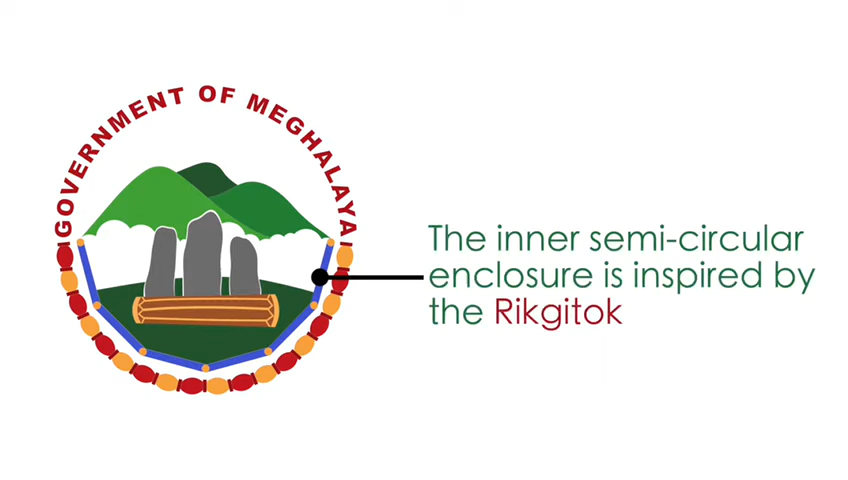 GOVERNMENT OF MEGHALAYA
The inner semi-circular
enclosure is inspired by
the Rikgitok